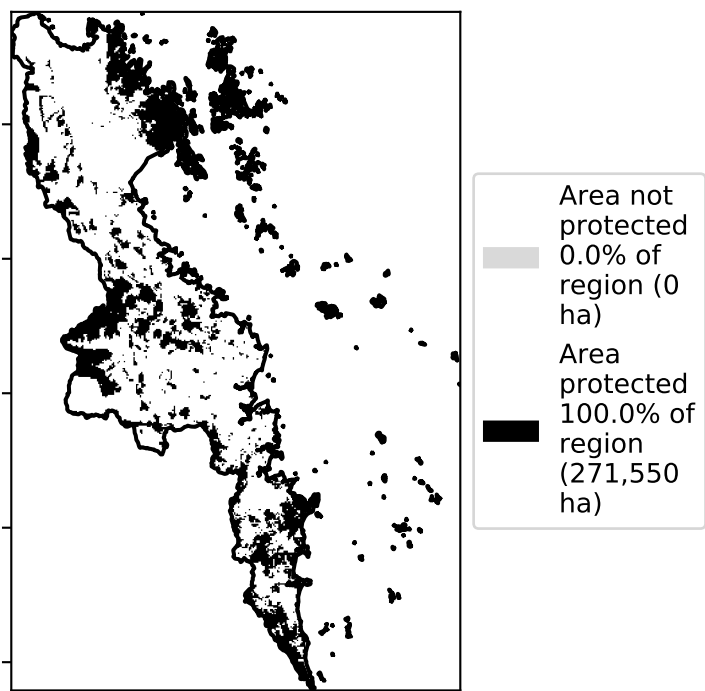 Area not
protected
0.0% of
region (0
ha)
Area
protected
100.0% of
region
(271,550
ha)